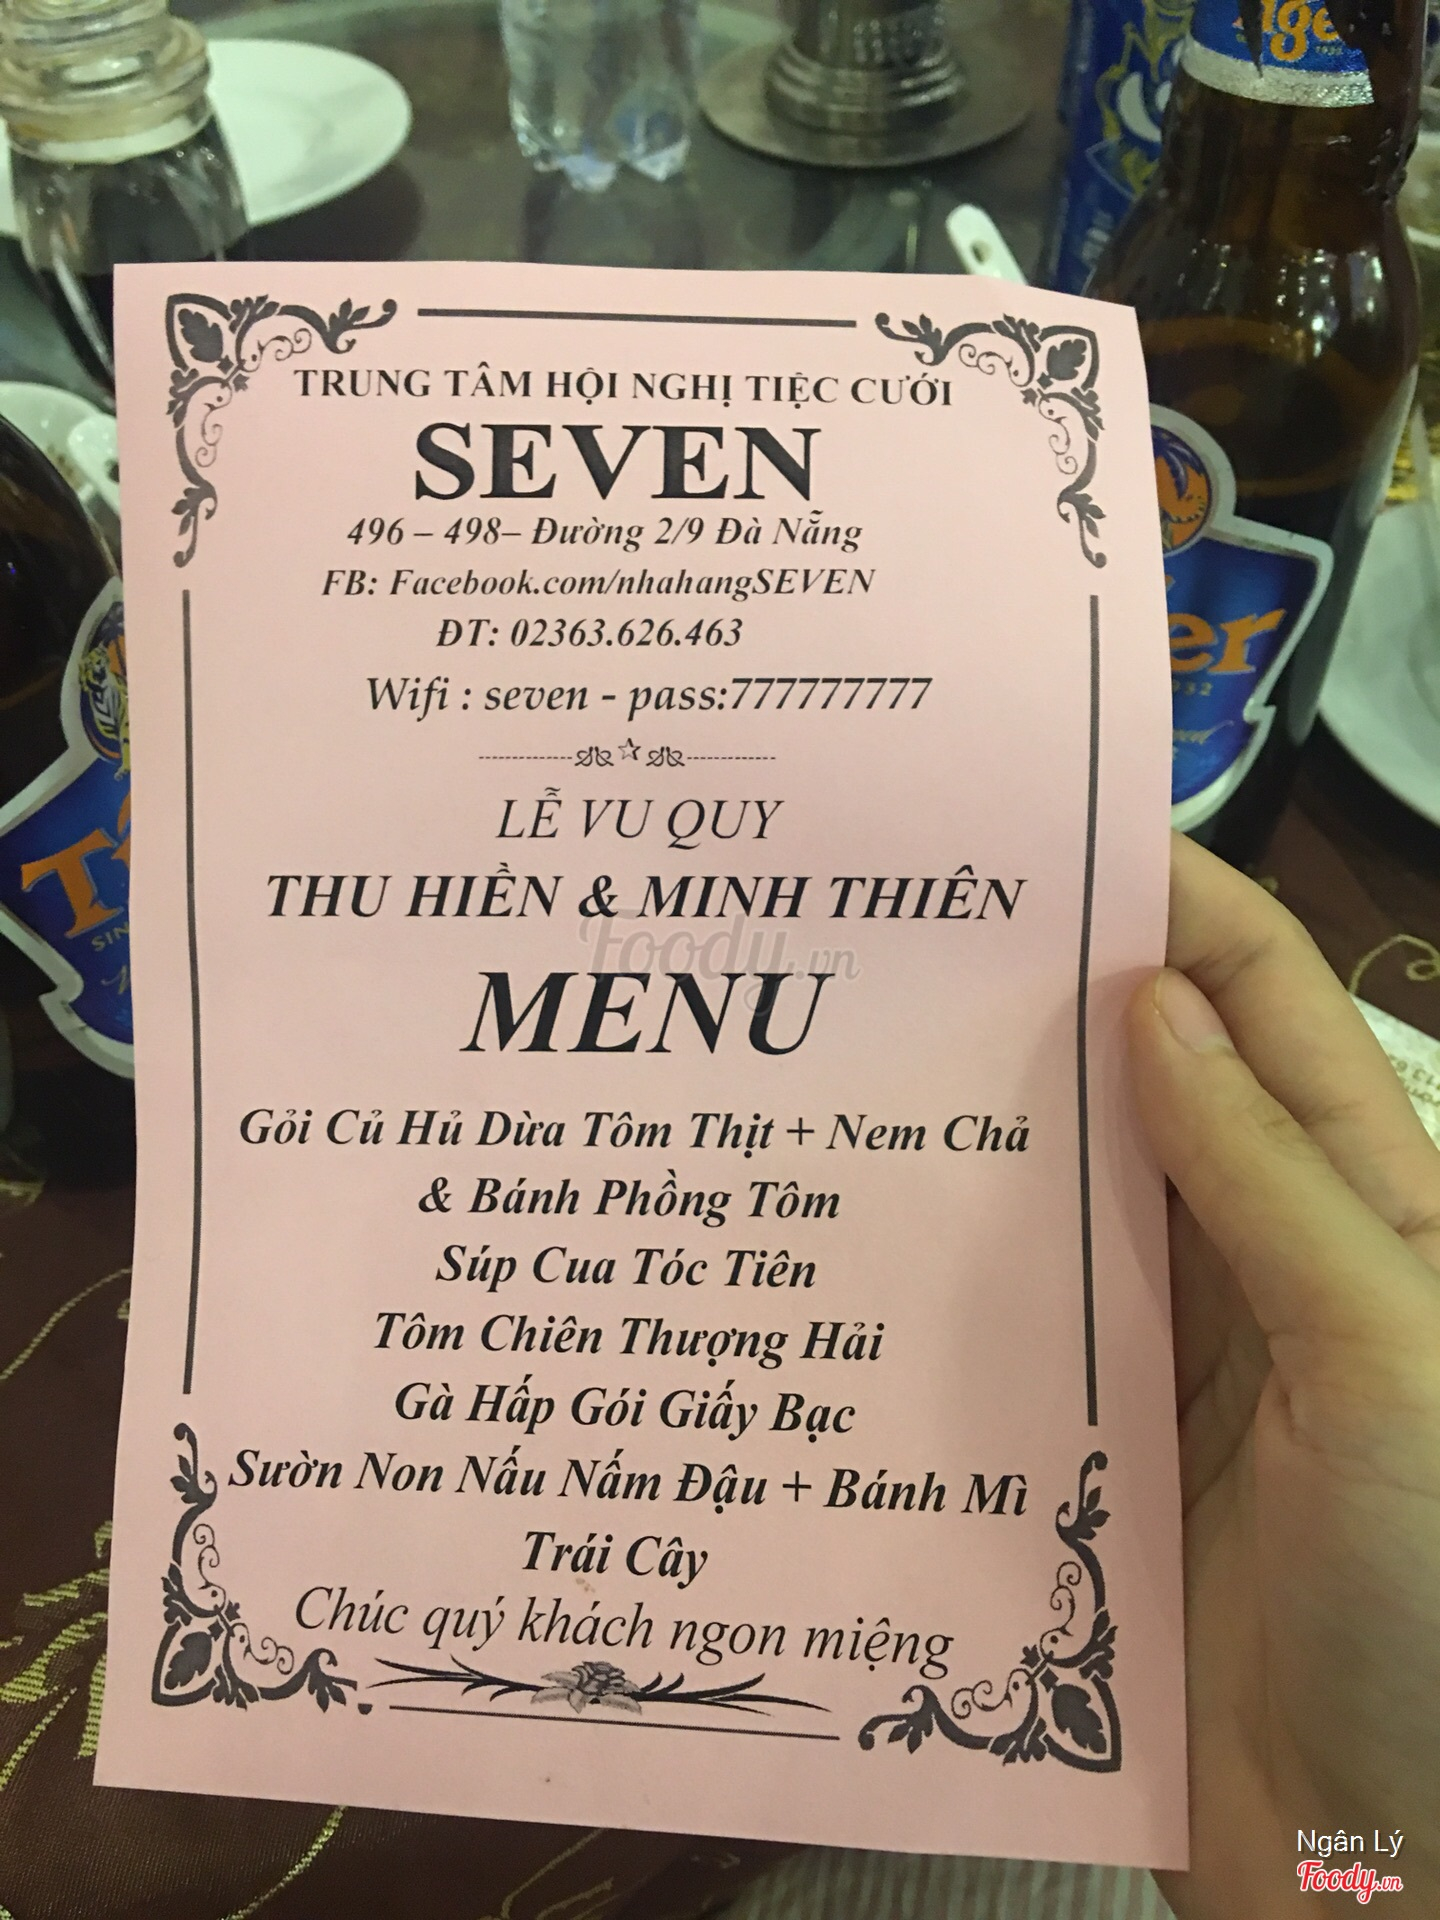 TRUNG TÂM HỘI NGHỊ TIỆC CƯỚI
SEVEN
496 – 498– Đường 2/9 Đà Nẵng
FB: Facebook.com/nhahangSEVEN
ĐT: 02363.626.463
Wifi : seven - pass:777777777
LỄ VU QUY
THU HIỀN & MINH THIÊN
Foody.vn
MENU
Gỏi Củ Hủ Dừa Tôm Thịt + Nem Chả
& Bánh Phồng Tôm
Súp Cua Tóc Tiên
Tôm Chiên Thượng Hải
Gà Hấp Gói Giấy Bạc
Sườn Non Nấu Nấm Đậu + Bánh Mì
Trái Cây
Chúc quý khách ngon miệng
Ngân Lý
Foody.vn